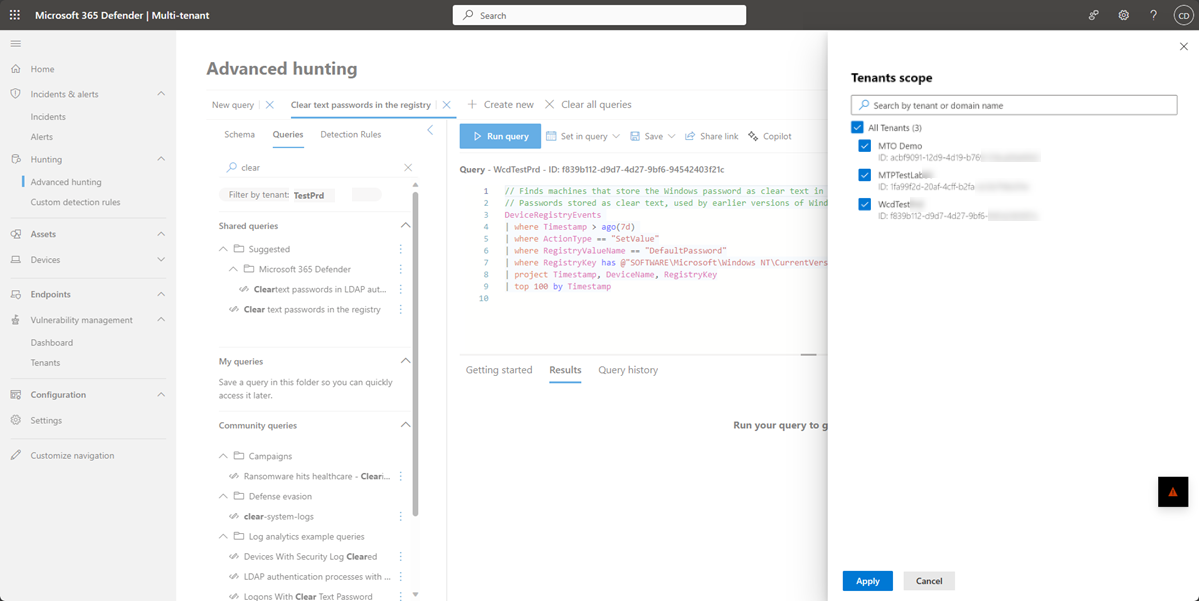 Microsoft 365 Defender | Multi-tenant
Search
CD
Home
Incidents & alerts
Incidents
Alerts
Hunting
Advanced hunting
Custom detection rules
Assets
Devices
Endpoints
Vulnerability management
Dashboard
Tenants
Configuration
Settings
Customize navigation
Advanced hunting
New query
Clear text passwords in the registry
Create new
Clear all queries
Schema
Queries
Detection Rules
clear
Filter by tenant: TestPrd
Shared queries
Suggested
Microsoft 365 Defender
Cleartext passwords in LDAP aut...
Clear text passwords in the registry
My queries
Save a query in this folder so you can quickly
access it later.
Community queries
Campaigns
Ransomware hits healthcare - Cleari...
Defense evasion
clear-system-logs
Log analytics example queries
Devices With Security Log Cleared
LDAP authentication processes with ...
Logons With Clear Text Password
Run query
Set in query
Save
Share link
Copilot
Query - WcdTestPrd - ID: f839b112-d9d7-4d27-9bf6-94542403f21c
1 // Finds machines that store the Windows password as clear text in
2 // Passwords stored as clear text, used by earlier versions of Wind
3 DeviceRegistryEvents
4 | where Timestamp > ago(7d)
5 | where ActionType == "SetValue"
6 | where RegistryValueName == "DefaultPassword"
7 | where RegistryKey has @"SOFTWARE\Microsoft\Windows NT\CurrentVers
8 | project Timestamp, DeviceName, RegistryKey
9 | top 100 by Timestamp
10
Getting started
Results
Query history
Run your query to g
Tenants scope
Search by tenant or domain name
All Tenants (3)
MTO Demo
ID: acbf9091-12d9-4d19-b76
MTPTestLab
ID: 1fa99f2d-20af-4cff-b2fa
WcdTest
ID: f839b112-d9d7-4d27-9bf6-
Apply
Cancel